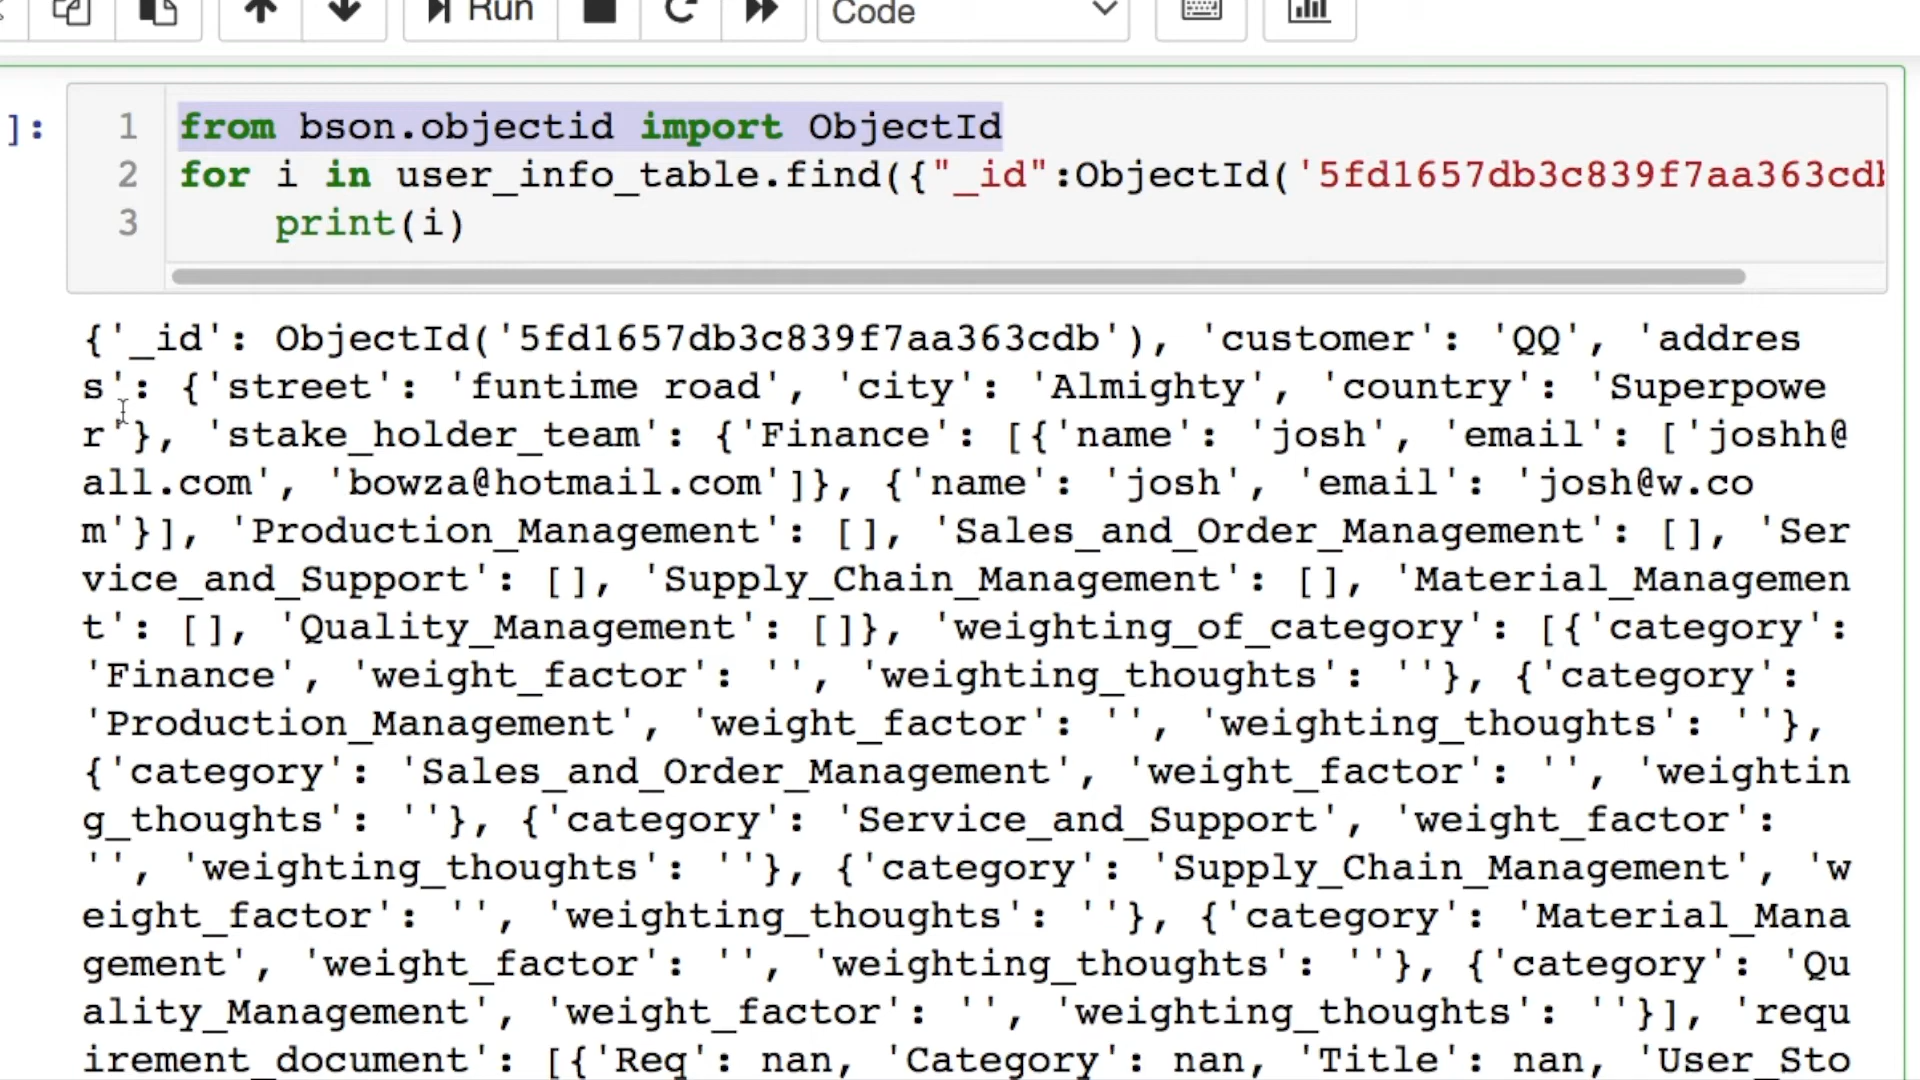 Run
Code
]:
1 from bson.objectid import ObjectId
2 for i in user_info_table.find({"_id":ObjectId('5fd1657db3c839f7aa363cdb
3 print(i)
{'_id': ObjectId('5fd1657db3c839f7aa363cdb'), 'customer': 'QQ', 'addres
s': {'street': 'funtime road', 'city': 'Almighty', 'country': 'Superpowe
r'}, 'stake_holder_team': {'Finance': [{'name': 'josh', 'email': ['joshh@
all.com', 'bowza@hotmail.com']}, {'name': 'josh', 'email': 'josh@w.co
m'}], 'Production_Management': [], 'Sales_and_Order_Management': [], 'Ser
vice_and_Support': [], 'Supply_Chain_Management': [], 'Material_Managemen
t': [], 'Quality_Management': []}, 'weighting_of_category': [{'category':
'Finance', 'weight_factor': '', 'weighting_thoughts': ''}, {'category':
'Production_Management', 'weight_factor': '', 'weighting_thoughts': ''},
{'category': 'Sales_and_Order_Management', 'weight_factor': '', 'weightin
g_thoughts': ''}, {'category': 'Service_and_Support', 'weight_factor':
'', 'weighting_thoughts': ''}, {'category': 'Supply_Chain_Management', 'w
eight_factor': '', 'weighting_thoughts': ''}, {'category': 'Material_Mana
gement', 'weight_factor': '', 'weighting_thoughts': ''}, {'category': 'Qu
ality_Management', 'weight_factor': '', 'weighting_thoughts': ''}], 'requ
irement_document': [{'Req': nan, 'Category': nan, 'Title': nan, 'User_Sto